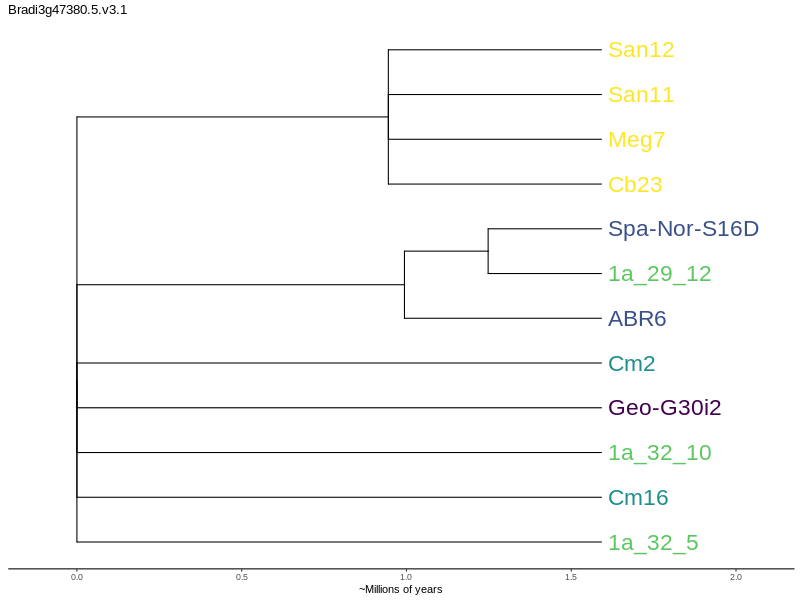 Bradi3g47380.5.v3.1
San12
San11
Meg7
Cb23
Spa-Nor-S16D
1a_29_12
ABR6
Cm2
Geo-G30i2
1a_32_10
Cm16
1a_32_5
0.0 0.5 1.0 1.5 2.0
~Millions of years